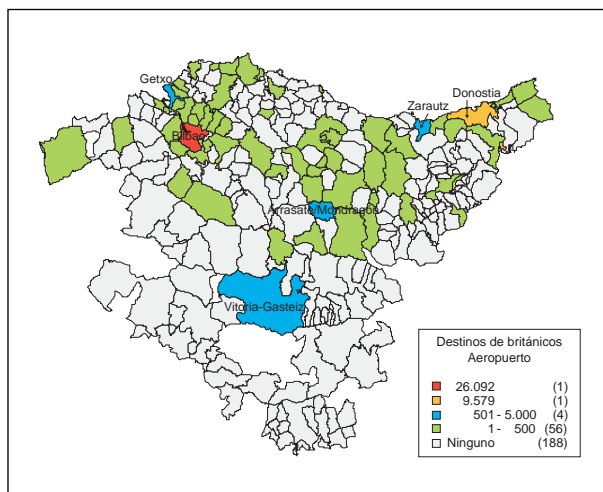 Getxo
Donostia
Zarautz
Bilbao
Arrasate/Mondragón
Vitoria-Gasteiz
Destinos de británicos
Aeropuerto
26.092 (1)
9.579 (1)
501 - 5.000 (4)
1 - 500 (56)
Ninguno (188)